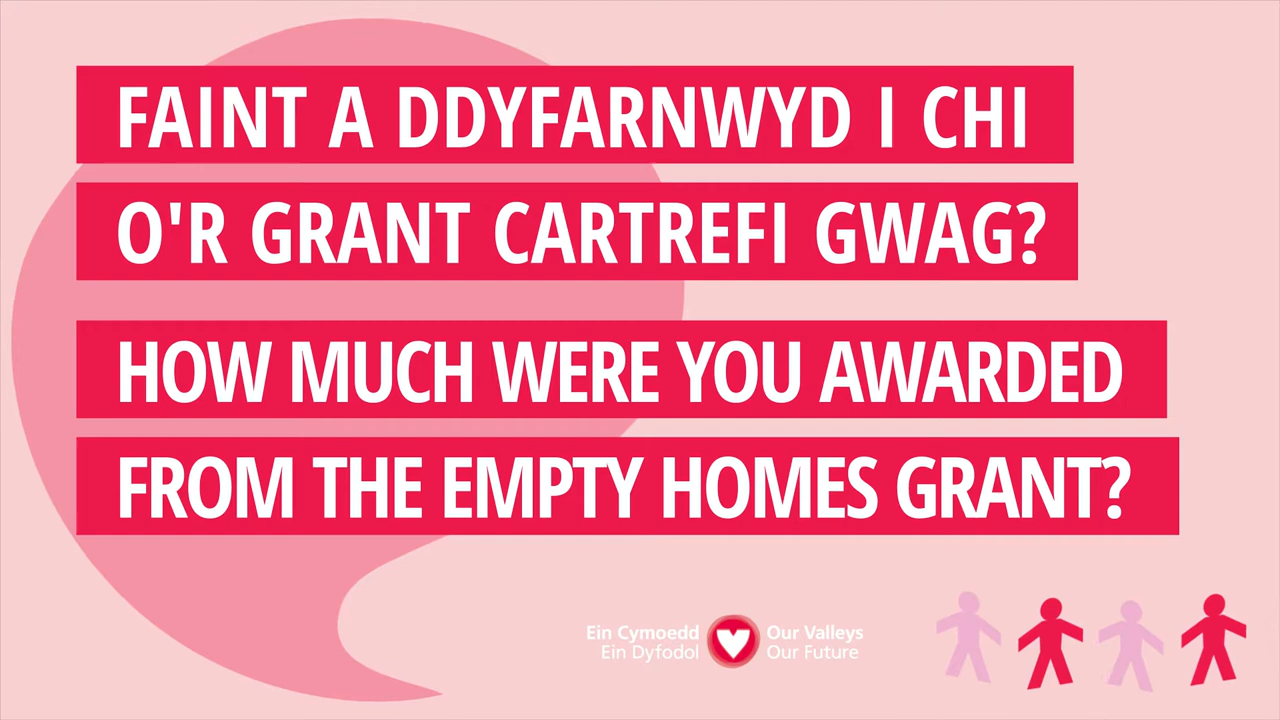 FAINT A DDYFARNWYD I CHI
O'R GRANT CARTREFI GWAG?
HOW MUCH WERE YOU AWARDED
FROM THE EMPTY HOMES GRANT?
Ein Cymoedd
Ein Dyfodol
Our Valleys
Our Future